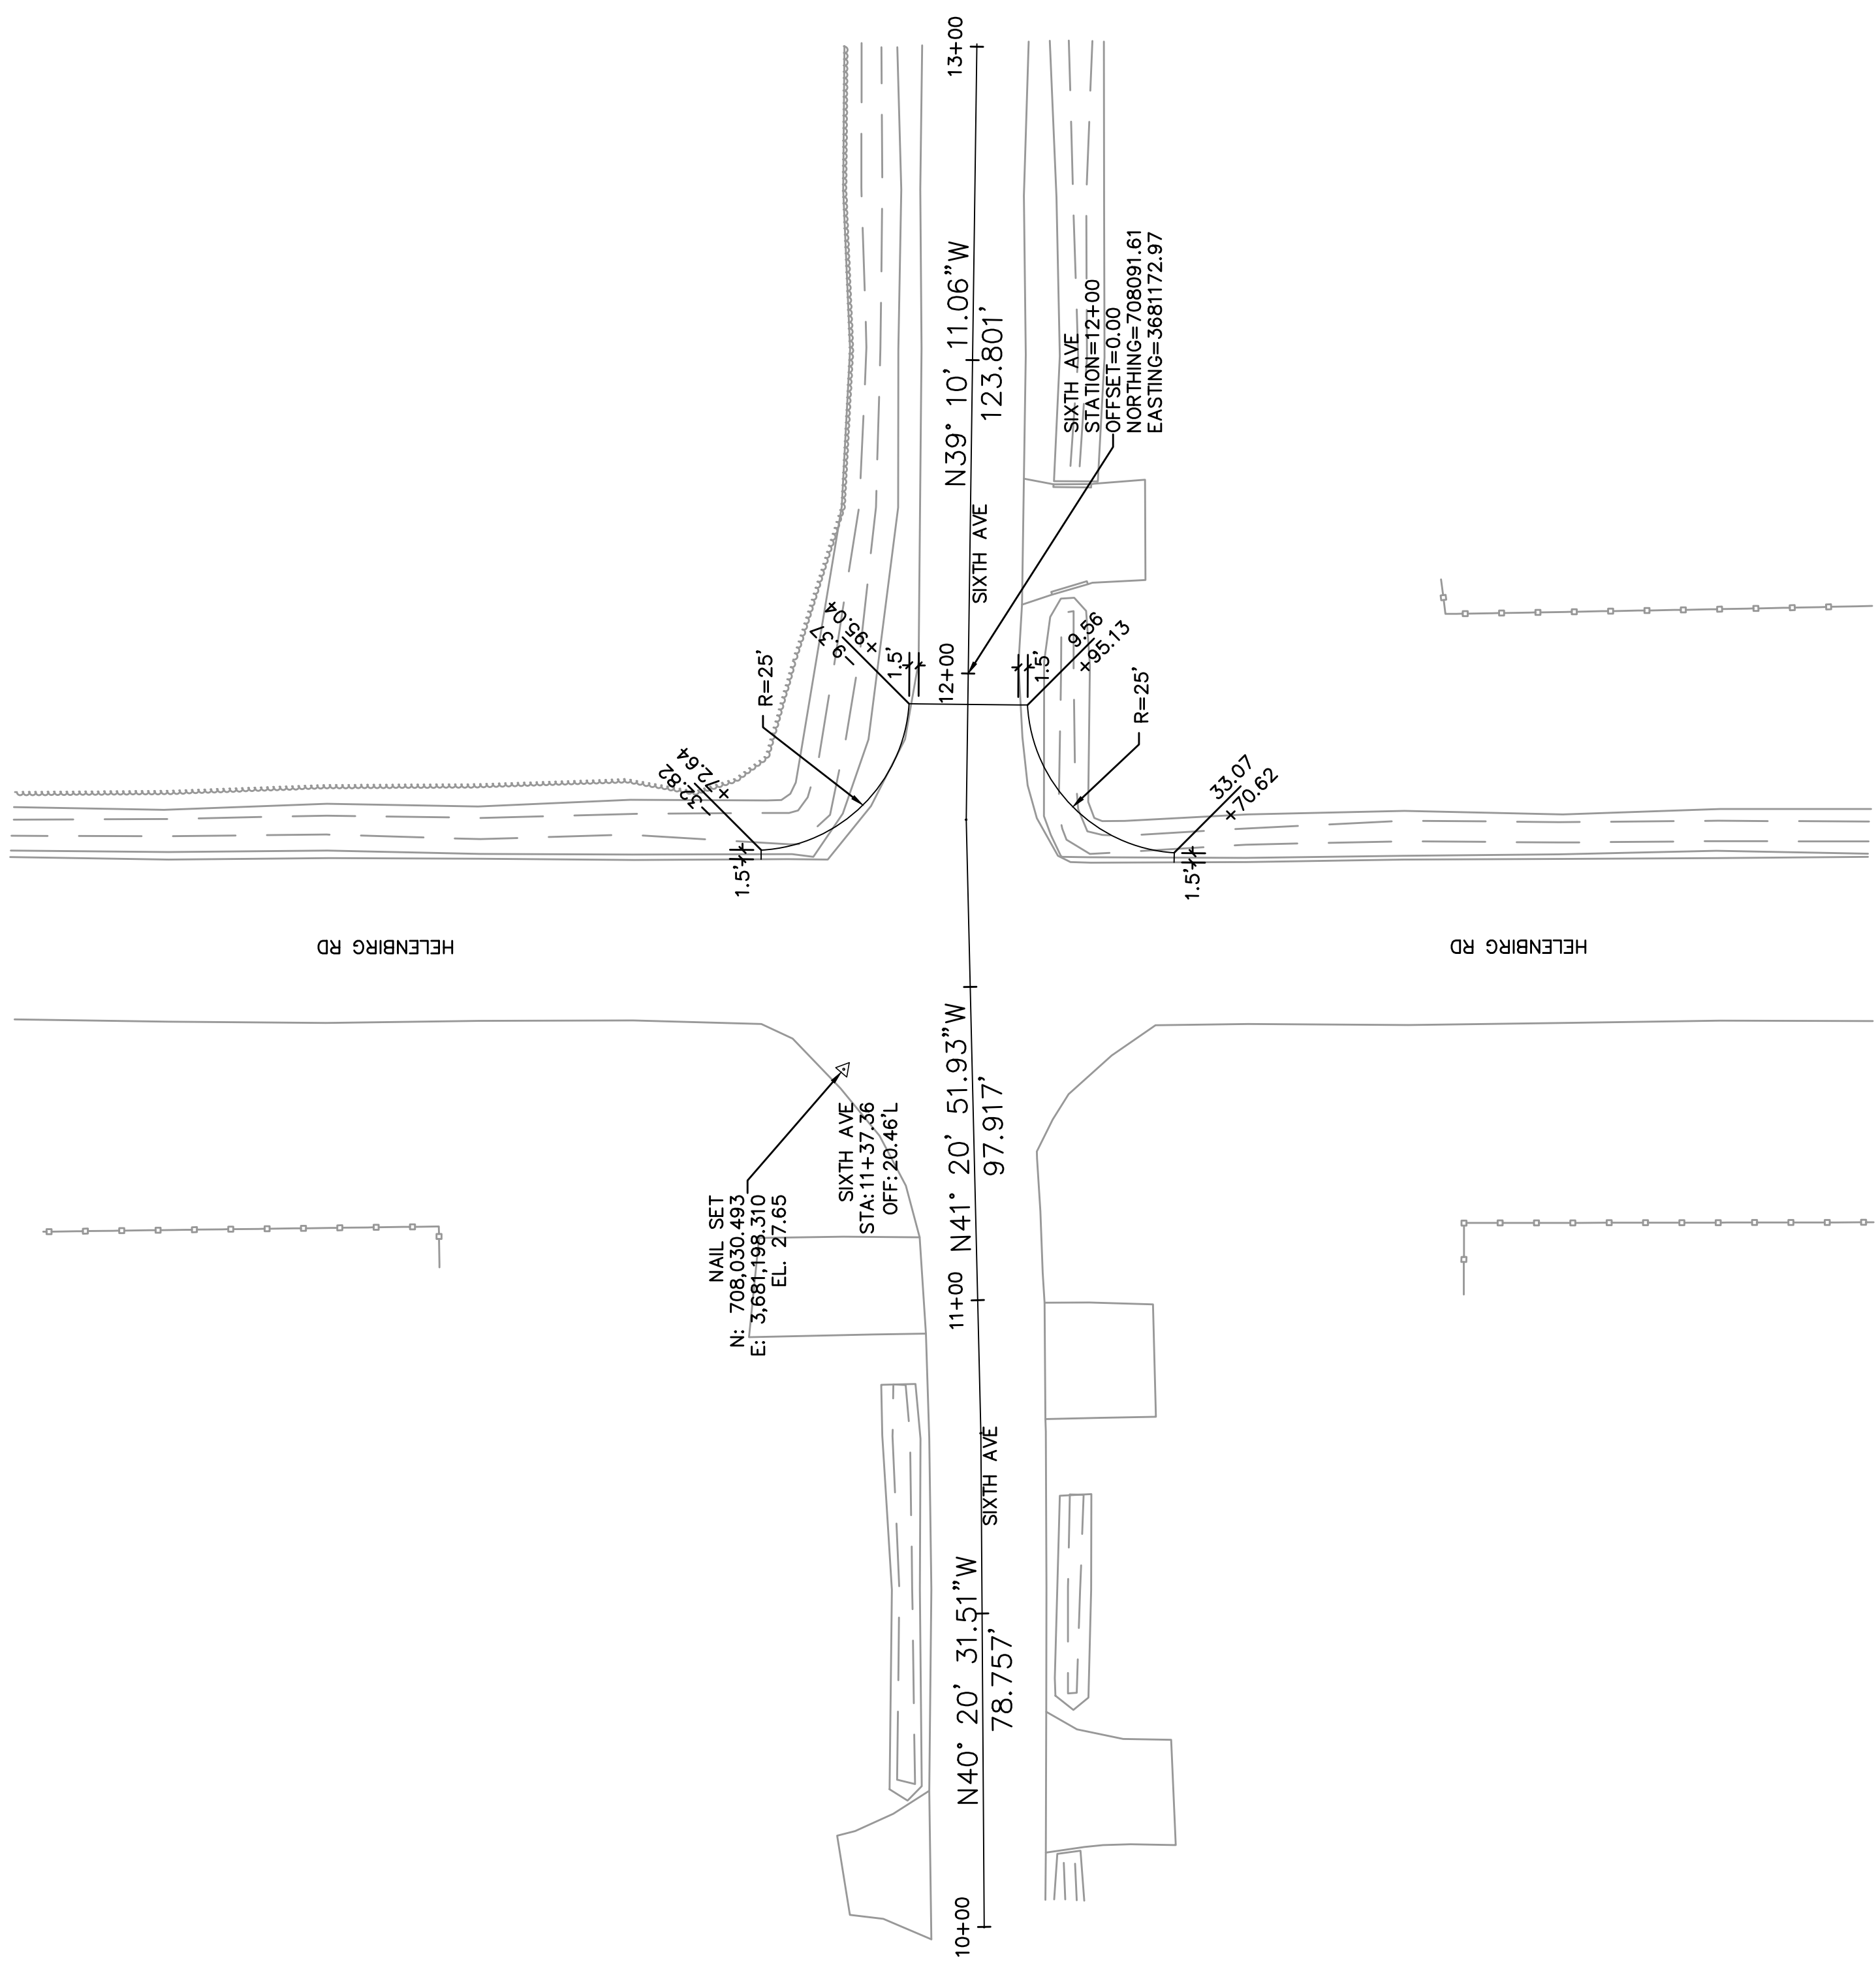 13+00
N39° 10' 11.06"W
123.801'
SIXTH AVE
STATION=12+00
OFFSET=0.00
NORTHING=708091.61
EASTING=3681172.97
SIXTH AVE
+95.04
-9.37
1.5'
12+00
9.56
+95.13
1.5'
R=25'
R=25'
+72.64
-32.82
1.5'
33.07
+70.62
1.5'
HELENBIRG RD
HELENBIRG RD
N41° 20' 51.93"W
97.917'
SIXTH AVE
STA:11+37.36
OFF:20.46'L
NAIL SET
N: 708,030.493
E: 3,681,198.310
EL. 27.65
11+00
SIXTH AVE
N40° 20' 31.51"W
78.757'
10+00